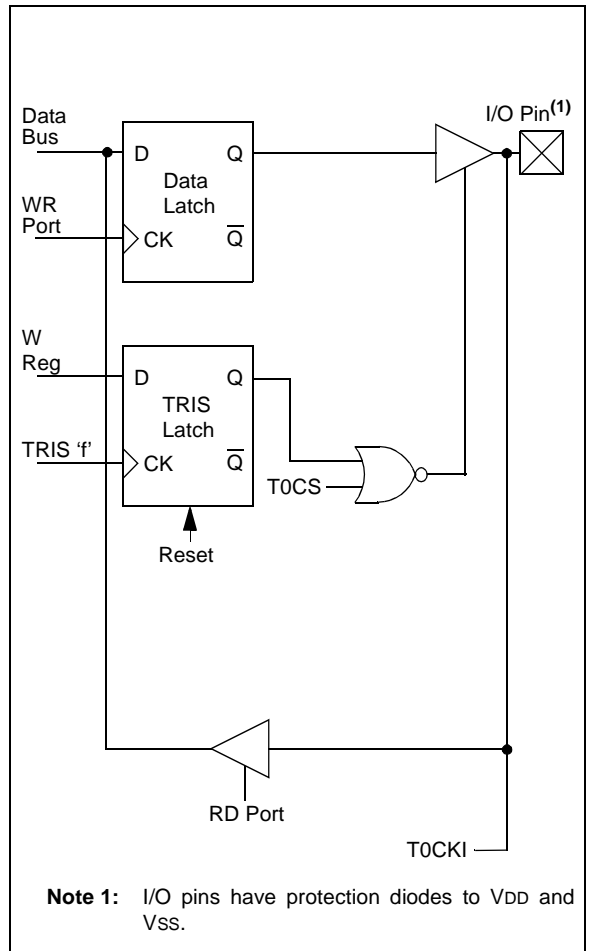 I/O Pin(1)
Data
Bus
D
Q
Data
Latch
WR
Port
CK
Q̅
W
Reg
D
Q
TRIS
Latch
TRIS ‘f’
CK
Q̅
T0CS
Reset
RD Port
T0CKI
Note 1: I/O pins have protection diodes to VDD and
VSS.